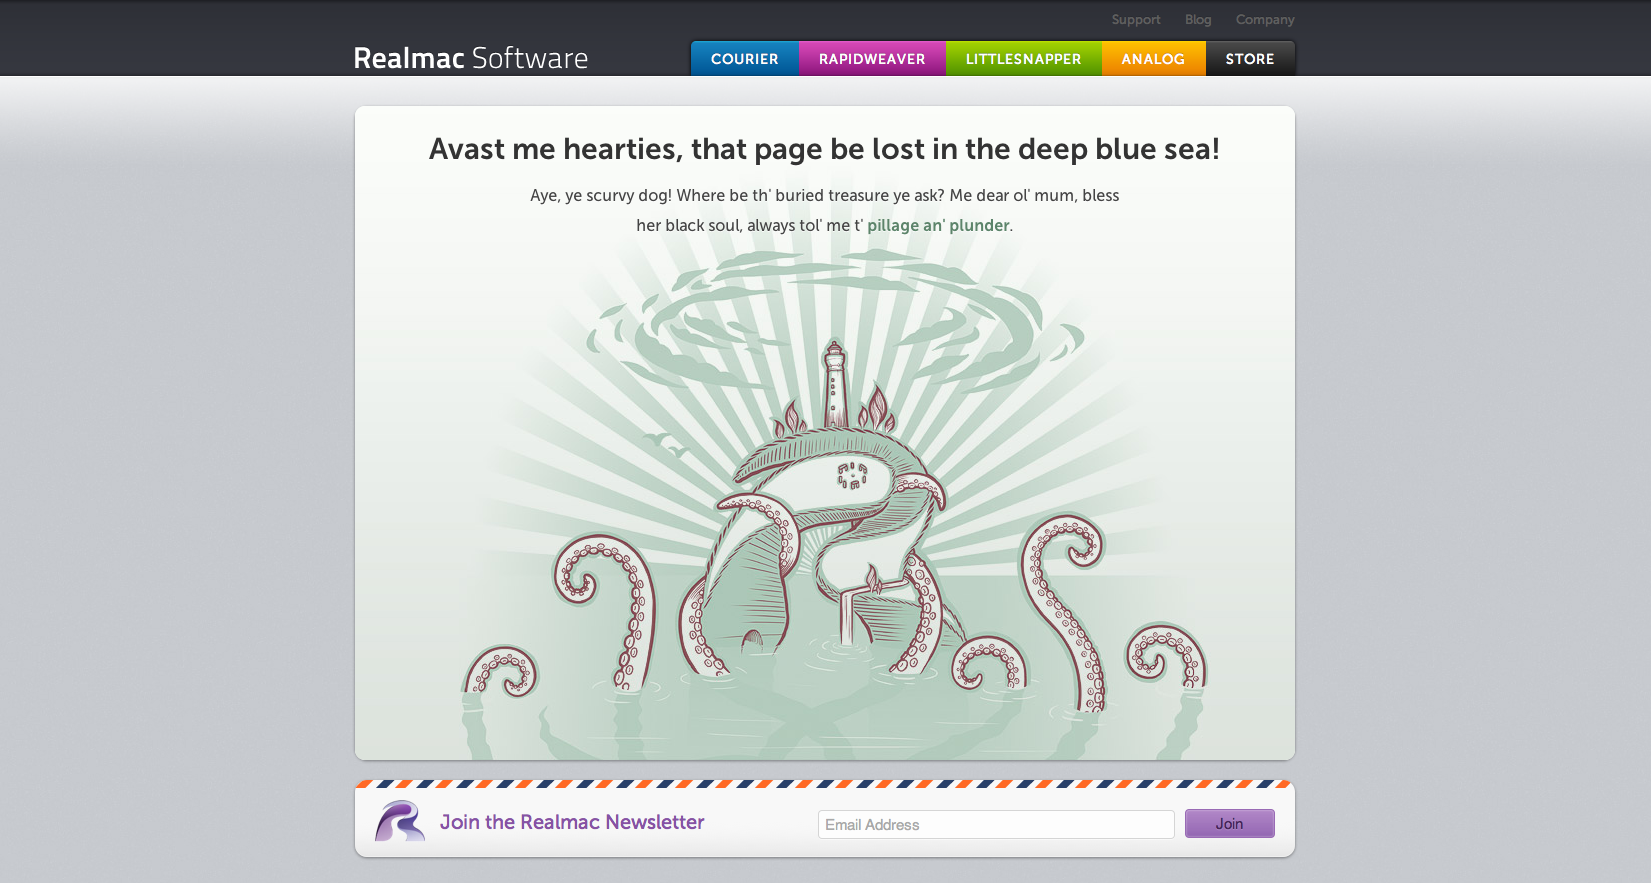 Support Blog Company
Realmac Software
COURIER RAPIDWEAVER LITTLESNAPPER ANALOG STORE
Avast me hearties, that page be lost in the deep blue sea!
Aye, ye scurvy dog! Where be th' buried treasure ye ask? Me dear ol' mum, bless
her black soul, always tol' me t' pillage an' plunder.
Join the Realmac Newsletter
Email Address
Join